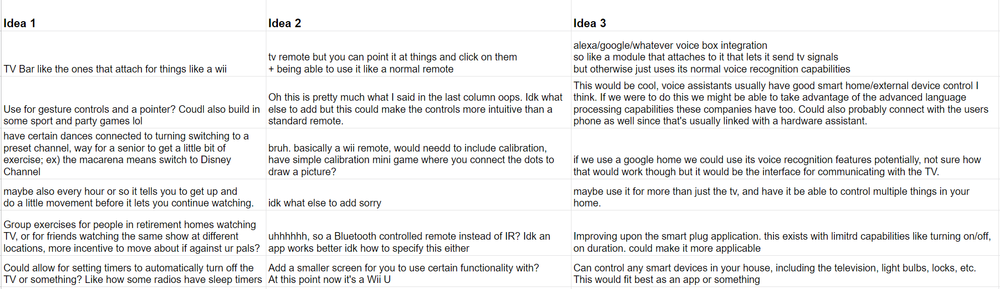 Idea 1
Idea 2
Idea 3
TV Bar like the ones that attach for things like a wii
tv remote but you can point it at things and click on them
+ being able to use it like a normal remote
alexa/google/whatever voice box integration
so like a module that attaches to it that lets it send tv signals
but otherwise just uses its normal voice recognition capabilities
Use for gesture controls and a pointer? Coudl also build in
some sport and party games lol
Oh this is pretty much what I said in the last column oops. Idk what
else to add but this could make the controls more intuitive than a
standard remote.
This would be cool, voice assistants usually have good smart home/external device control I
think. If we were to do this we might be able to take advantage of the advanced language
processing capabilities these companies have too. Could also probably connect with the users
phone as well since that's usually linked with a hardware assistant.
have certain dances connected to turning switching to a
preset channel, way for a senior to get a little bit of
exercise; ex) the macarena means switch to Disney
Channel
bruh. basically a wii remote, would needd to include calibration,
have simple calibration mini game where you connect the dots to
draw a picture?
if we use a google home we could use its voice recognition features potentially, not sure how
that would work though but it would be the interface for communicating with the TV.
maybe also every hour or so it tells you to get up and
do a little movement before it lets you continue watching.
idk what else to add sorry
maybe use it for more than just the tv, and have it be able to control multiple things in your
home.
Group exercises for people in retirement homes watching
TV, or for friends watching the same show at different
locations, more incentive to move about if against ur pals?
uhhhhhh, so a Bluetooth controlled remote instead of IR? Idk an
app works better idk how to specify this either
Improving upon the smart plug application. this exists with limitrd capabilities like turning on/off,
on duration. could make it more applicable
Could allow for setting timers to automatically turn off the
TV or something? Like how some radios have sleep timers
Add a smaller screen for you to use certain functionality with?
At this point now it's a Wii U
Can control any smart devices in your house, including the television, light bulbs, locks, etc.
This would fit best as an app or something